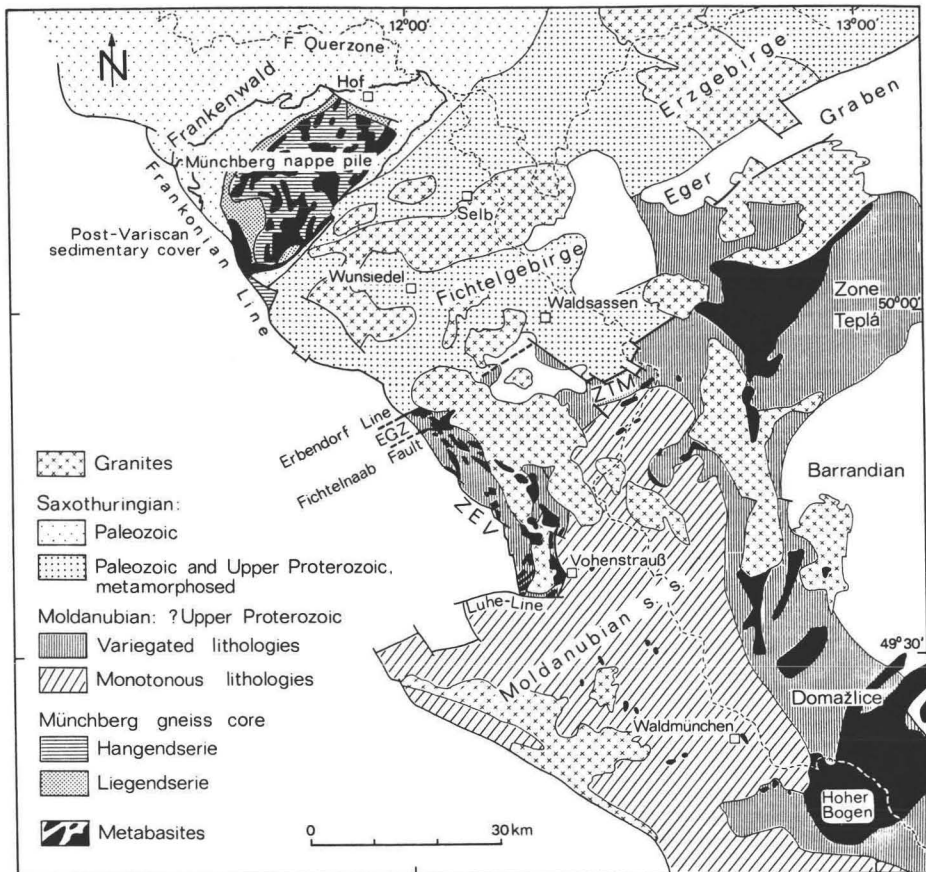 12°00'
13°00'
N
F. Querzone
Hof
Frankenwald
Erzgebirge
Graben
Eger
Münchberg nappe pile
Frankonian Line
Post-Variscan
sedimentary cover
Selb
Wunsiedel
Fichtelgebirge
Waldsassen
Zone
Teplá
50°00'
ZTM
Erbendorf Line
EGZ
Fichtelnaab Fault
ZEV
Barrandian
Vohenstrauß
Luhe-Line
Moldanubian s. s.
49°30'
Domažlice
Waldmünchen
Hoher
Bogen
Granites
Saxothuringian:
Paleozoic
Paleozoic and Upper Proterozoic,
metamorphosed
Moldanubian: ?Upper Proterozoic
Variegated lithologies
Monotonous lithologies
Münchberg gneiss core
Hangendserie
Liegendserie
Metabasites
0 30km